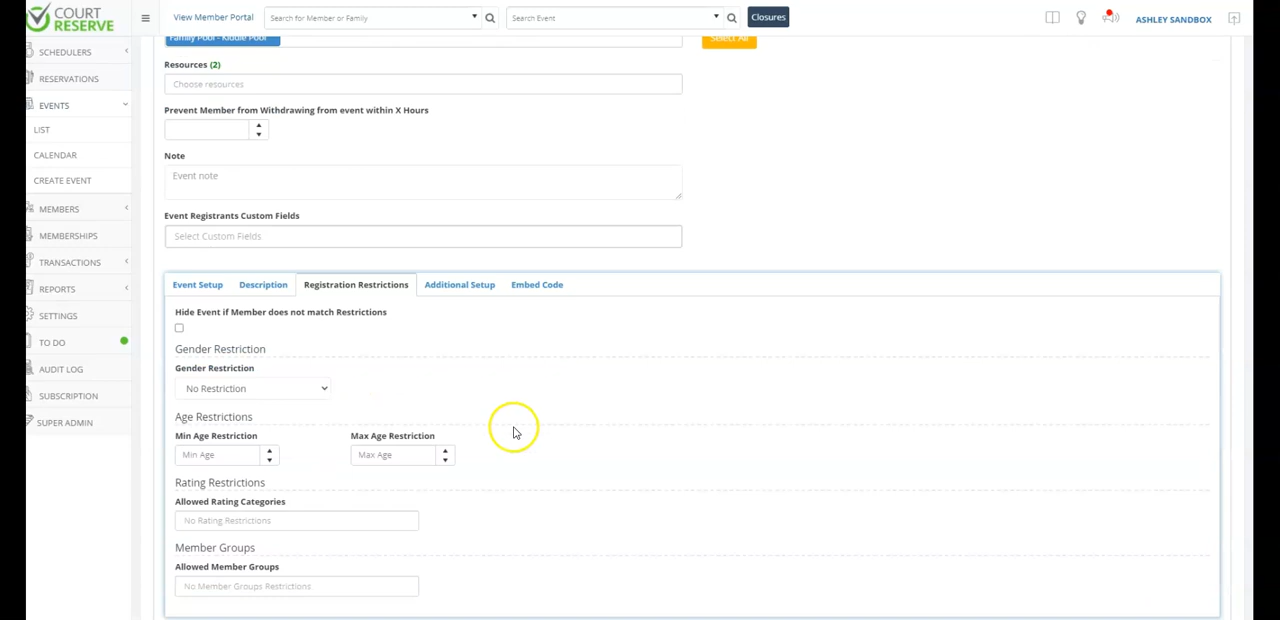 COURT
RESERVE
View Member Portal
Search for Member or Family
Search Event
Closures
ASHLEY SANDBOX
SCHEDULERS
RESERVATIONS
EVENTS
LIST
CALENDAR
CREATE EVENT
MEMBERS
MEMBERSHIPS
TRANSACTIONS
REPORTS
SETTINGS
TO DO
AUDIT LOG
SUBSCRIPTION
SUPER ADMIN
Family Pool - Kiddie Pool
Select All
Resources (2)
Choose resources
Prevent Member from Withdrawing from event within X Hours
Note
Event note
Event Registrants Custom Fields
Select Custom Fields
Event Setup
Description
Registration Restrictions
Additional Setup
Embed Code
Hide Event if Member does not match Restrictions
Gender Restriction
Gender Restriction
No Restriction
Age Restrictions
Min Age Restriction
Max Age Restriction
Min Age
Max Age
Rating Restrictions
Allowed Rating Categories
No Rating Restrictions
Member Groups
Allowed Member Groups
No Member Groups Restrictions